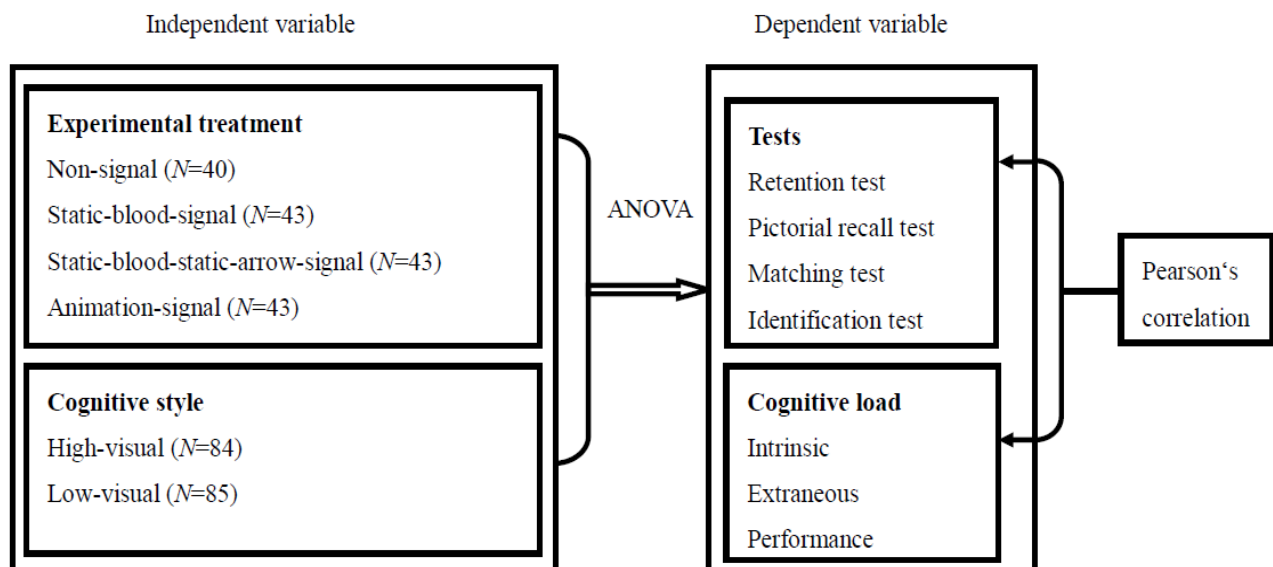 Independent variable
Dependent variable
Experimental treatment
Non-signal (N=40)
Static-blood-signal (N=43)
Static-blood-static-arrow-signal (N=43)
Animation-signal (N=43)
Cognitive style
High-visual (N=84)
Low-visual (N=85)
ANOVA
Tests
Retention test
Pictorial recall test
Matching test
Identification test
Cognitive load
Intrinsic
Extraneous
Performance
Pearson‘s
correlation